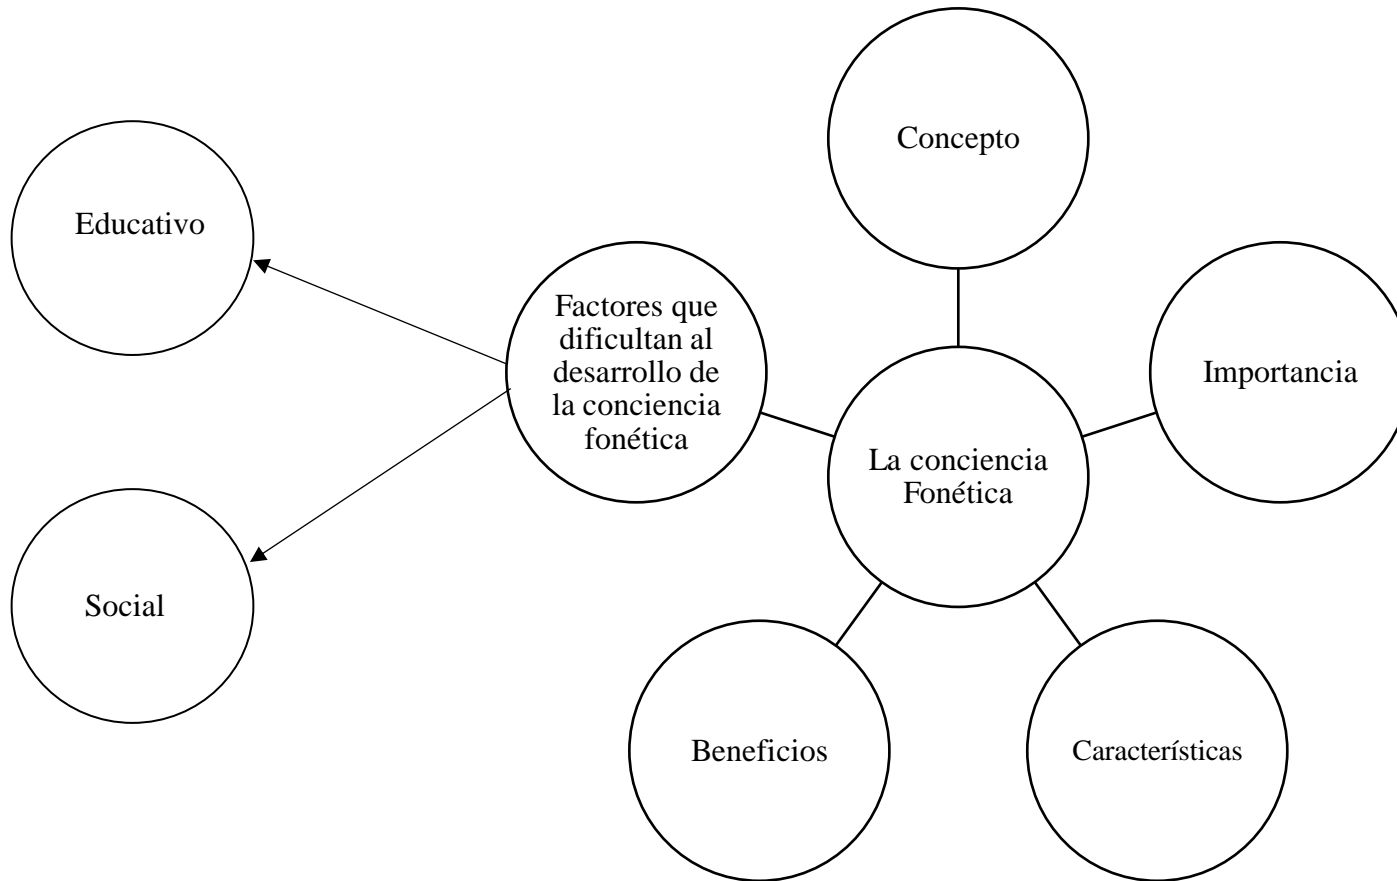 Concepto
Educativo
Factores que
dificultan al
desarrollo de
la conciencia
fonética
Importancia
La conciencia
Fonética
Social
Beneficios
Características